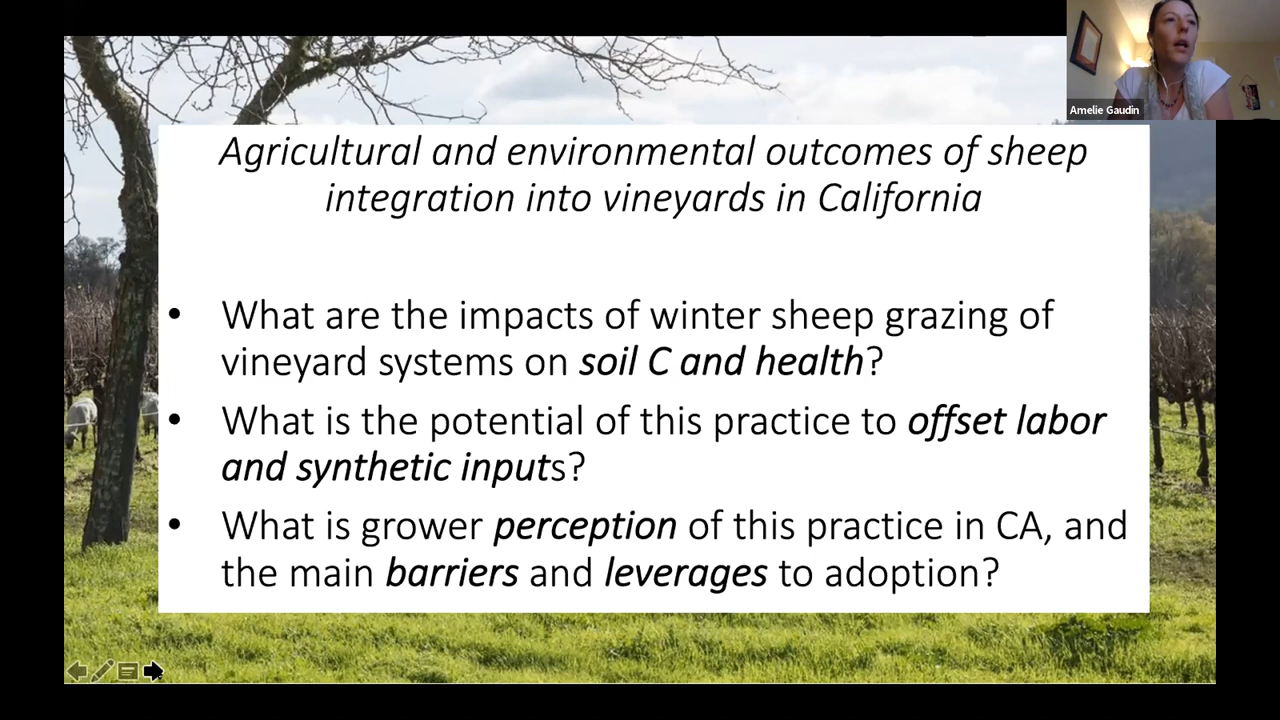 Amelie Gaudin
Agricultural and environmental outcomes of sheep
integration into vineyards in California
• What are the impacts of winter sheep grazing of
vineyard systems on soil C and health?
• What is the potential of this practice to offset labor
and synthetic inputs?
• What is grower perception of this practice in CA, and
the main barriers and leverages to adoption?